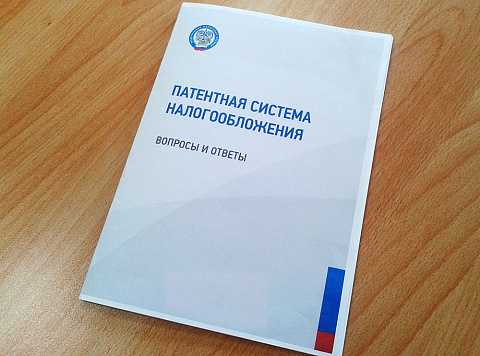 ПАТЕНТНАЯ СИСТЕМА
НАЛОГООБЛОЖЕНИЯ
ВОПРОСЫ И ОТВЕТЫ